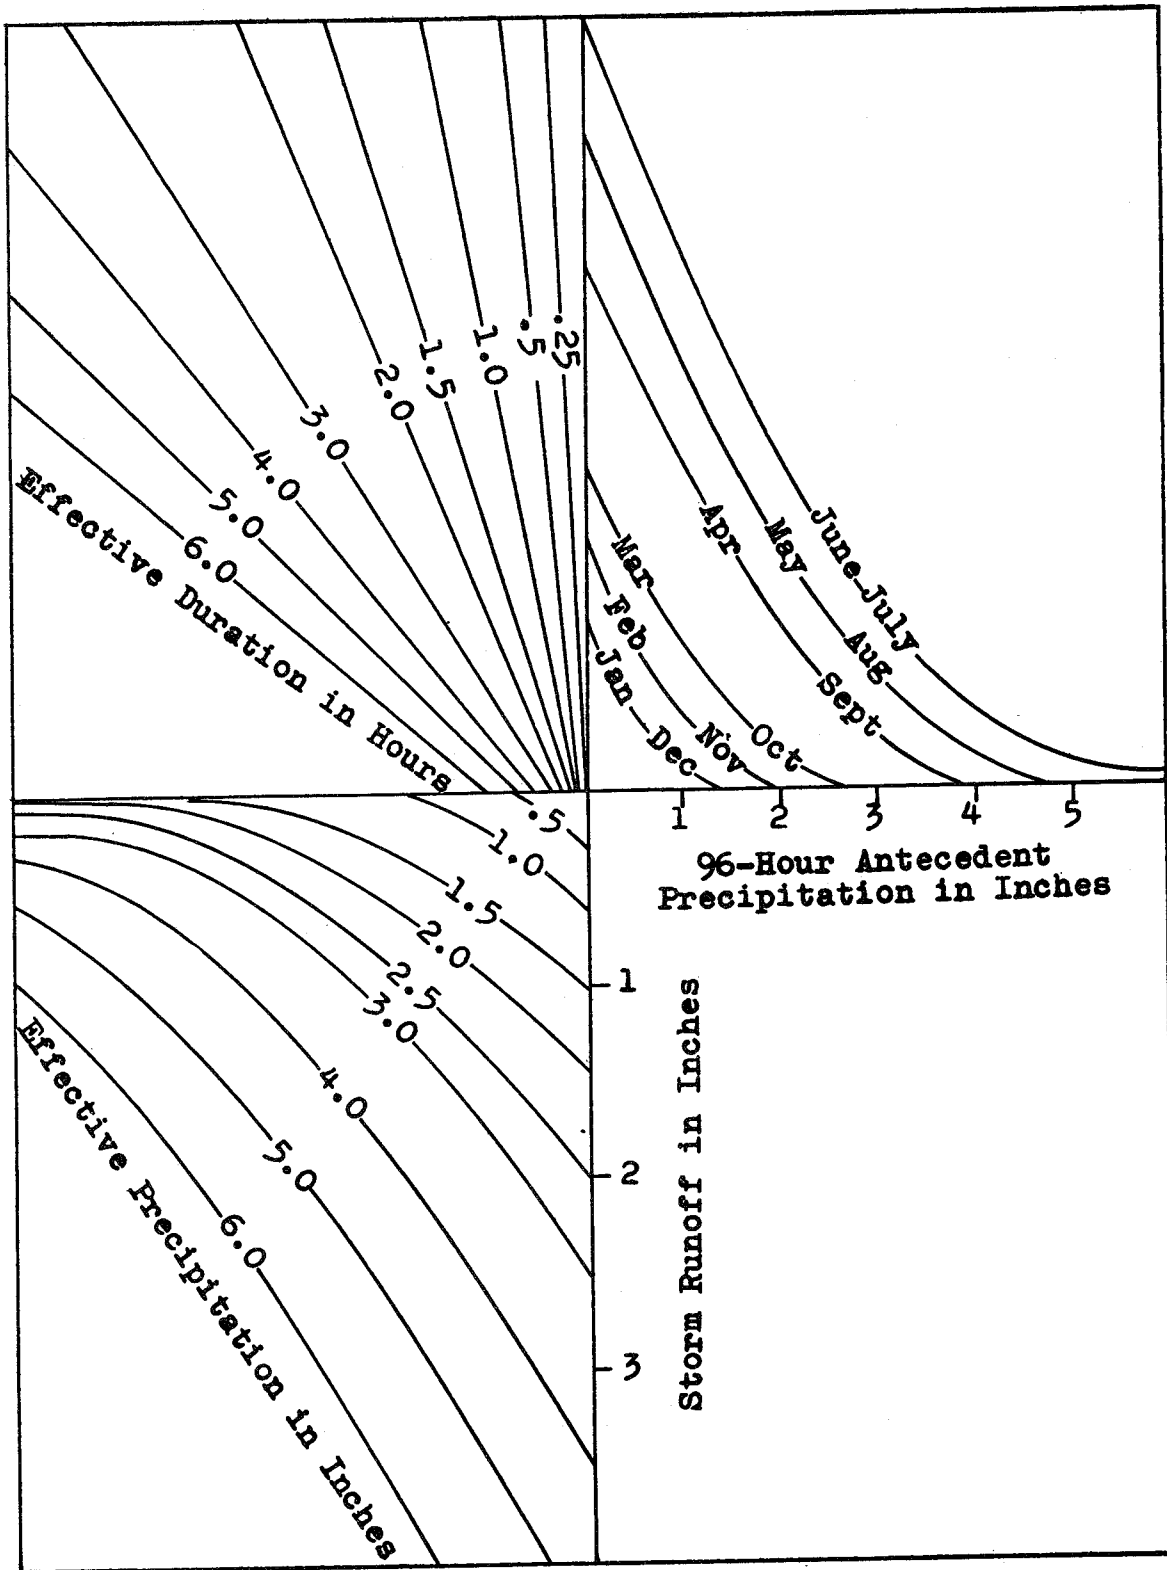 .25
.5
1.0
1.5
2.0
3.0
4.0
5.0
6.0
Effective Duration in Hours
June-July
May
Aug
Apr
Sept
Mar
Oct
Feb
Nov
Jan
Dec
1 2 3 4 5
96-Hour Antecedent
Precipitation in Inches
.5
1.0
1.5
2.0
2.5
3.0
4.0
5.0
6.0
Effective Precipitation in Inches
1
2
3
Storm Runoff in Inches